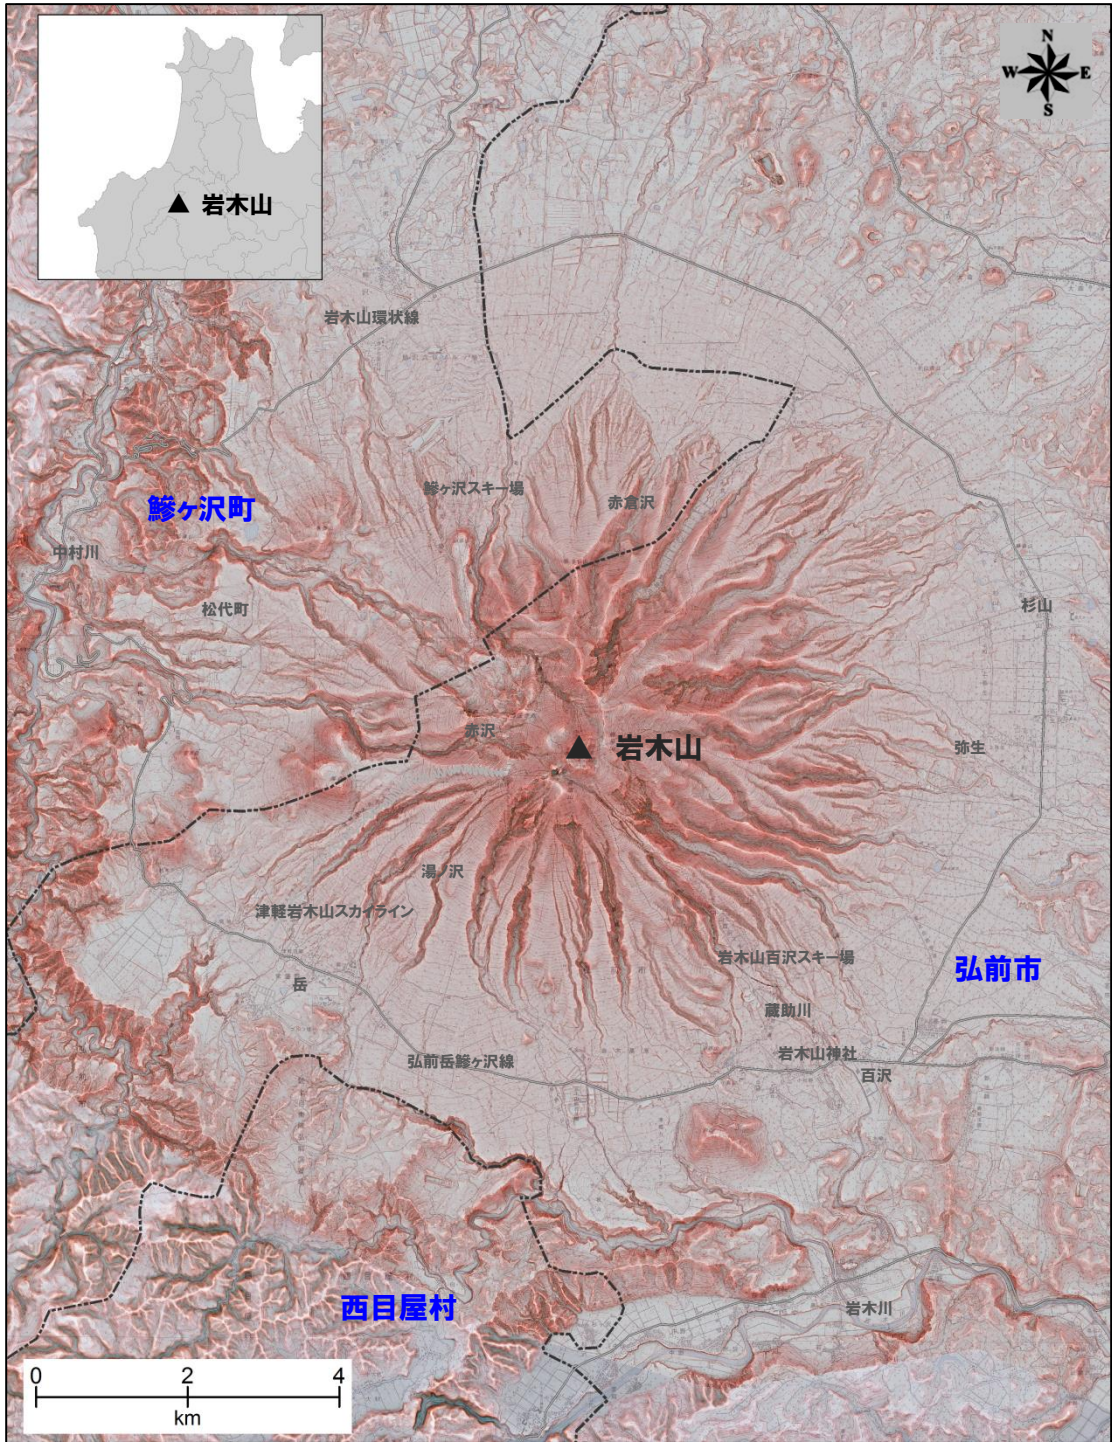 N
W E
S
▲ 岩木山
岩木山環状線
鰺ヶ沢スキー場
赤倉沢
鰺ヶ沢町
中村川
松代町
杉山
赤沢
▲ 岩木山
弥生
湯ノ沢
津軽岩木山スカイライン
岩木山百沢スキー場
弘前市
岳
蔵助川
弘前岳鰺ヶ沢線
岩木山神社
百沢
西目屋村
岩木川
0 2 4
km